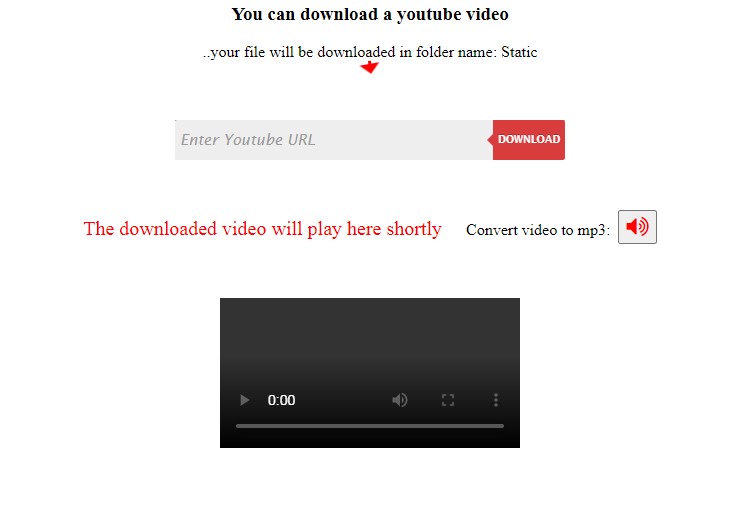 You can download a youtube video
..your file will be downloaded in folder name: Static
Enter Youtube URL
DOWNLOAD
The downloaded video will play here shortly
Convert video to mp3:
0:00